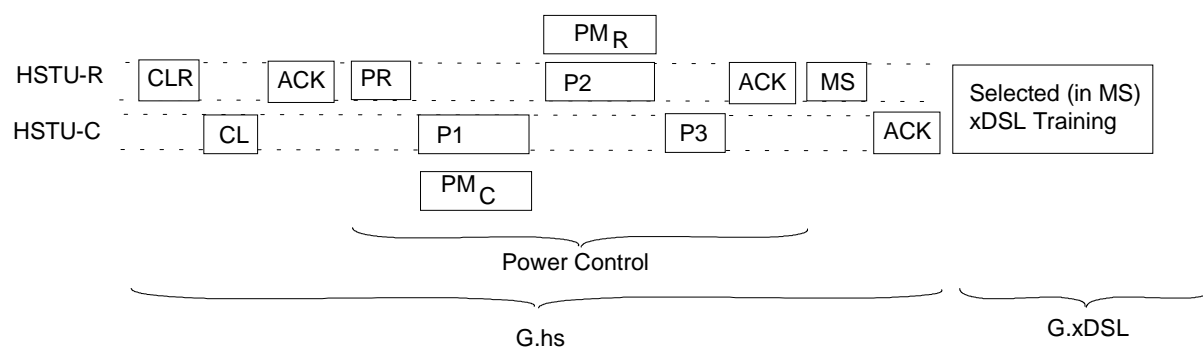 PM R
HSTU-R CLR ACK PR P2 ACK MS
Selected (in MS)
xDSL Training
HSTU-C CL P1 P3 ACK
PM C
Power Control
G.hs
G.xDSL